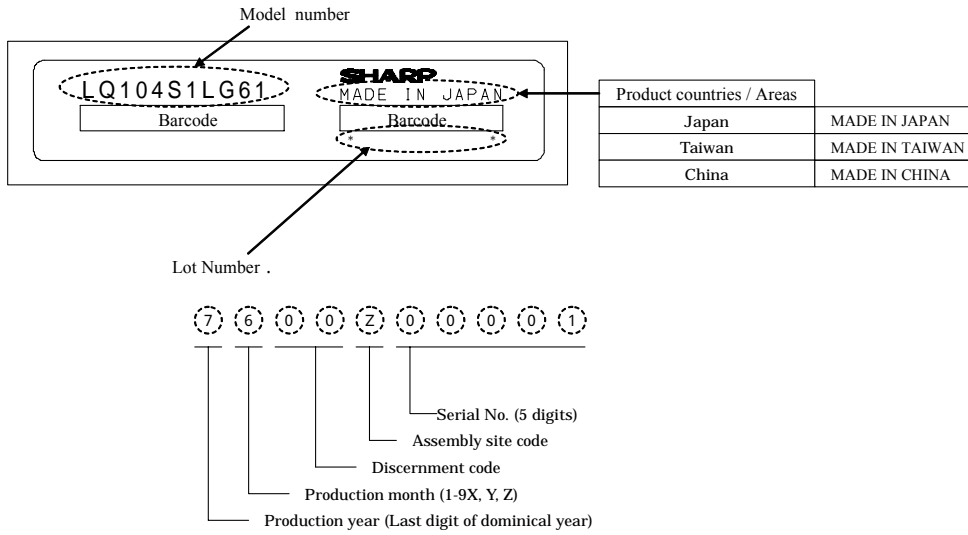 Model number
SHARP
LQ104S1LG61
MADE IN JAPAN
Barcode
Barcode
* *
Product countries / Areas
Japan MADE IN JAPAN
Taiwan MADE IN TAIWAN
China MADE IN CHINA
Lot Number .
7 6 0 0 Z 0 0 0 0 1
Serial No. (5 digits)
Assembly site code
Discernment code
Production month (1-9X, Y, Z)
Production year (Last digit of dominical year)